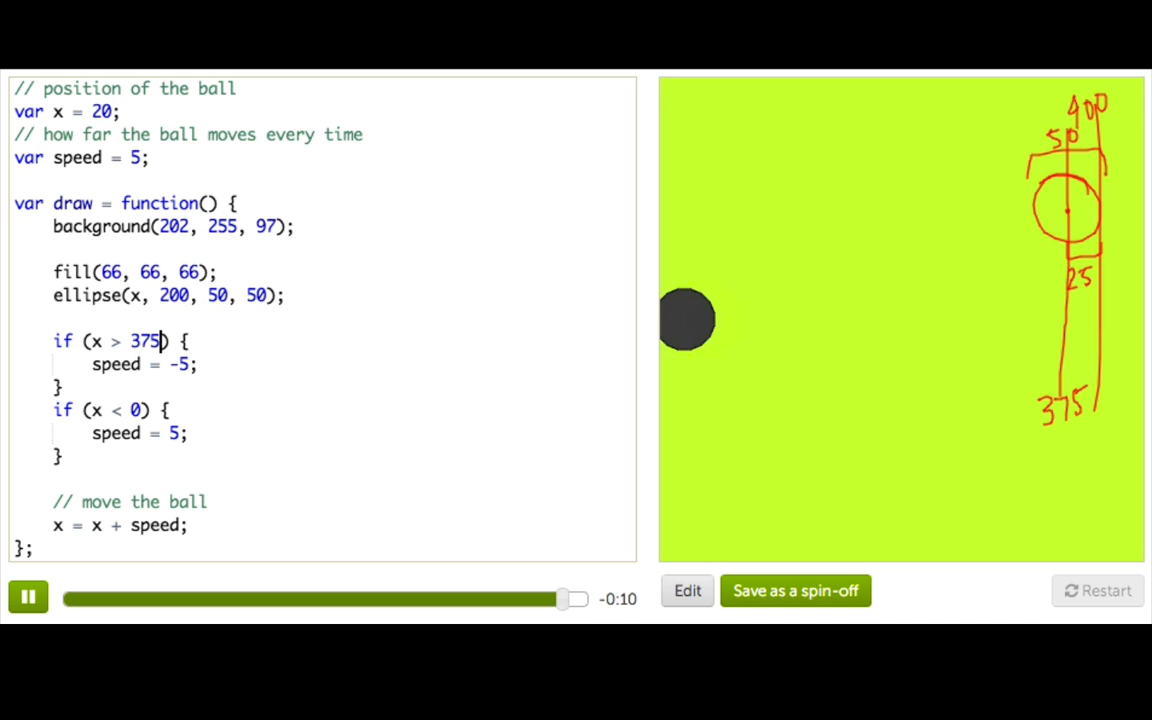 // position of the ball
var x = 20;
// how far the ball moves every time
var speed = 5;
var draw = function() {
background(202, 255, 97);
fill(66, 66, 66);
ellipse(x, 200, 50, 50);
if (x > 375) {
speed = -5;
}
if (x < 0) {
speed = 5;
}
// move the ball
x = x + speed;
};
400
50
25
375
-0:10
Edit
Save as a spin-off
Restart